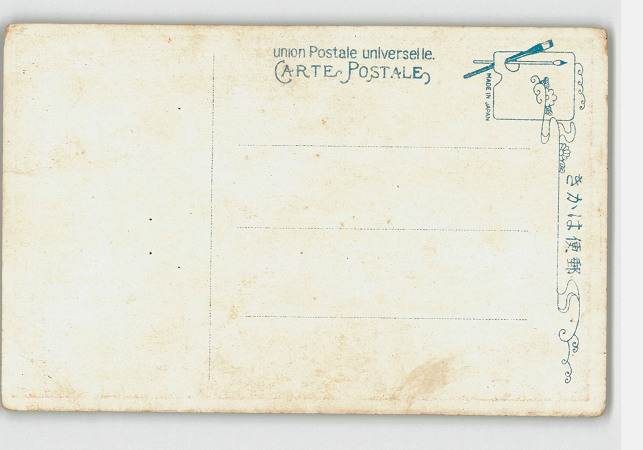 union Postale universelle.
CARTE POSTALE
MADE IN JAPAN
きかは便郵